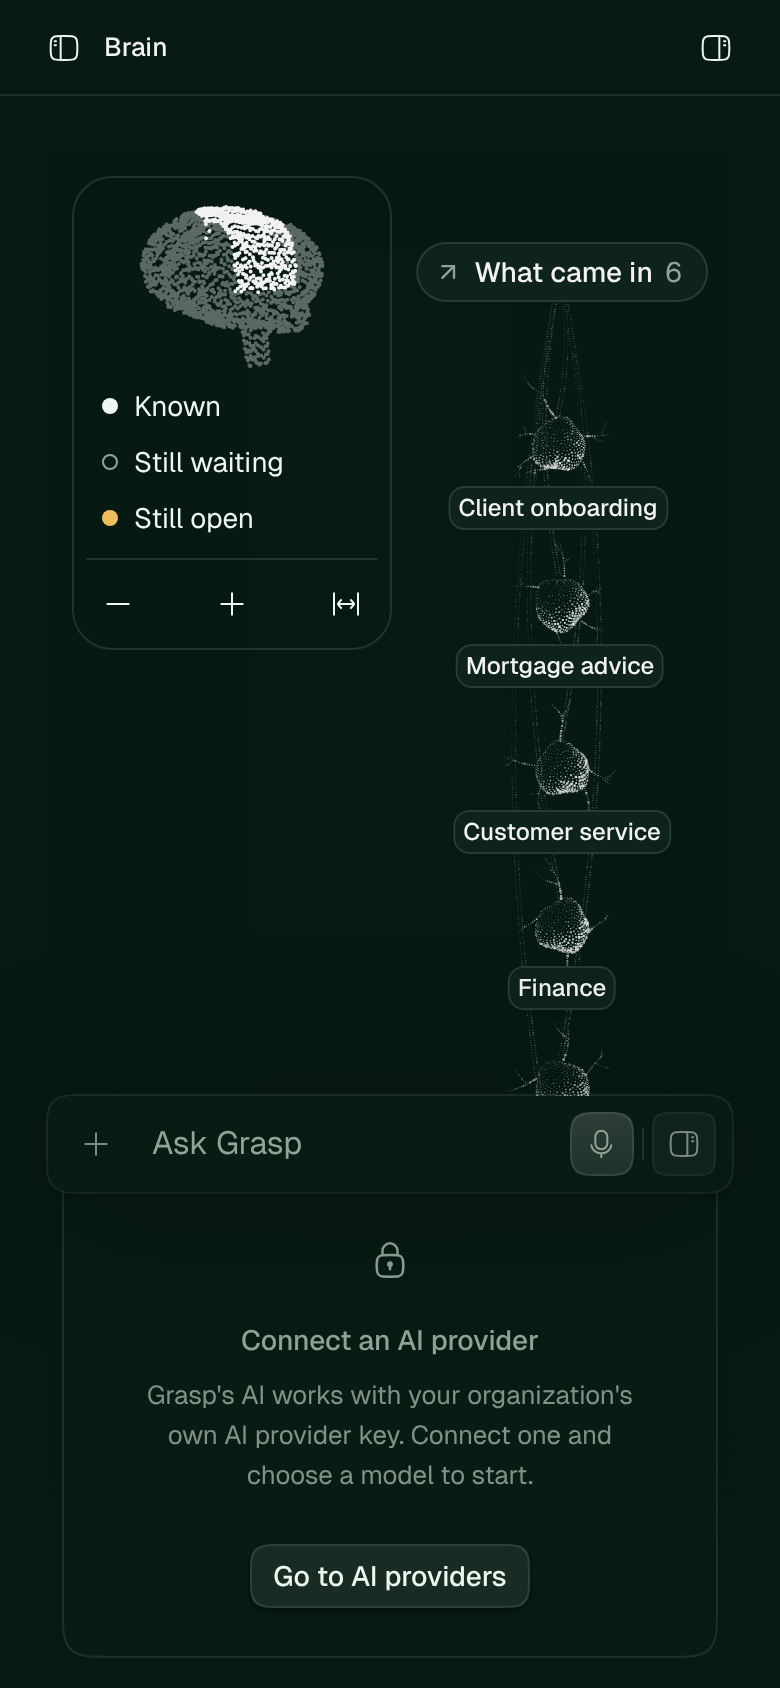 Brain
Known
Still waiting
Still open
What came in 6
Client onboarding
Mortgage advice
Customer service
Finance
Ask Grasp
Connect an AI provider
Grasp's AI works with your organization's
own AI provider key. Connect one and
choose a model to start.
Go to AI providers